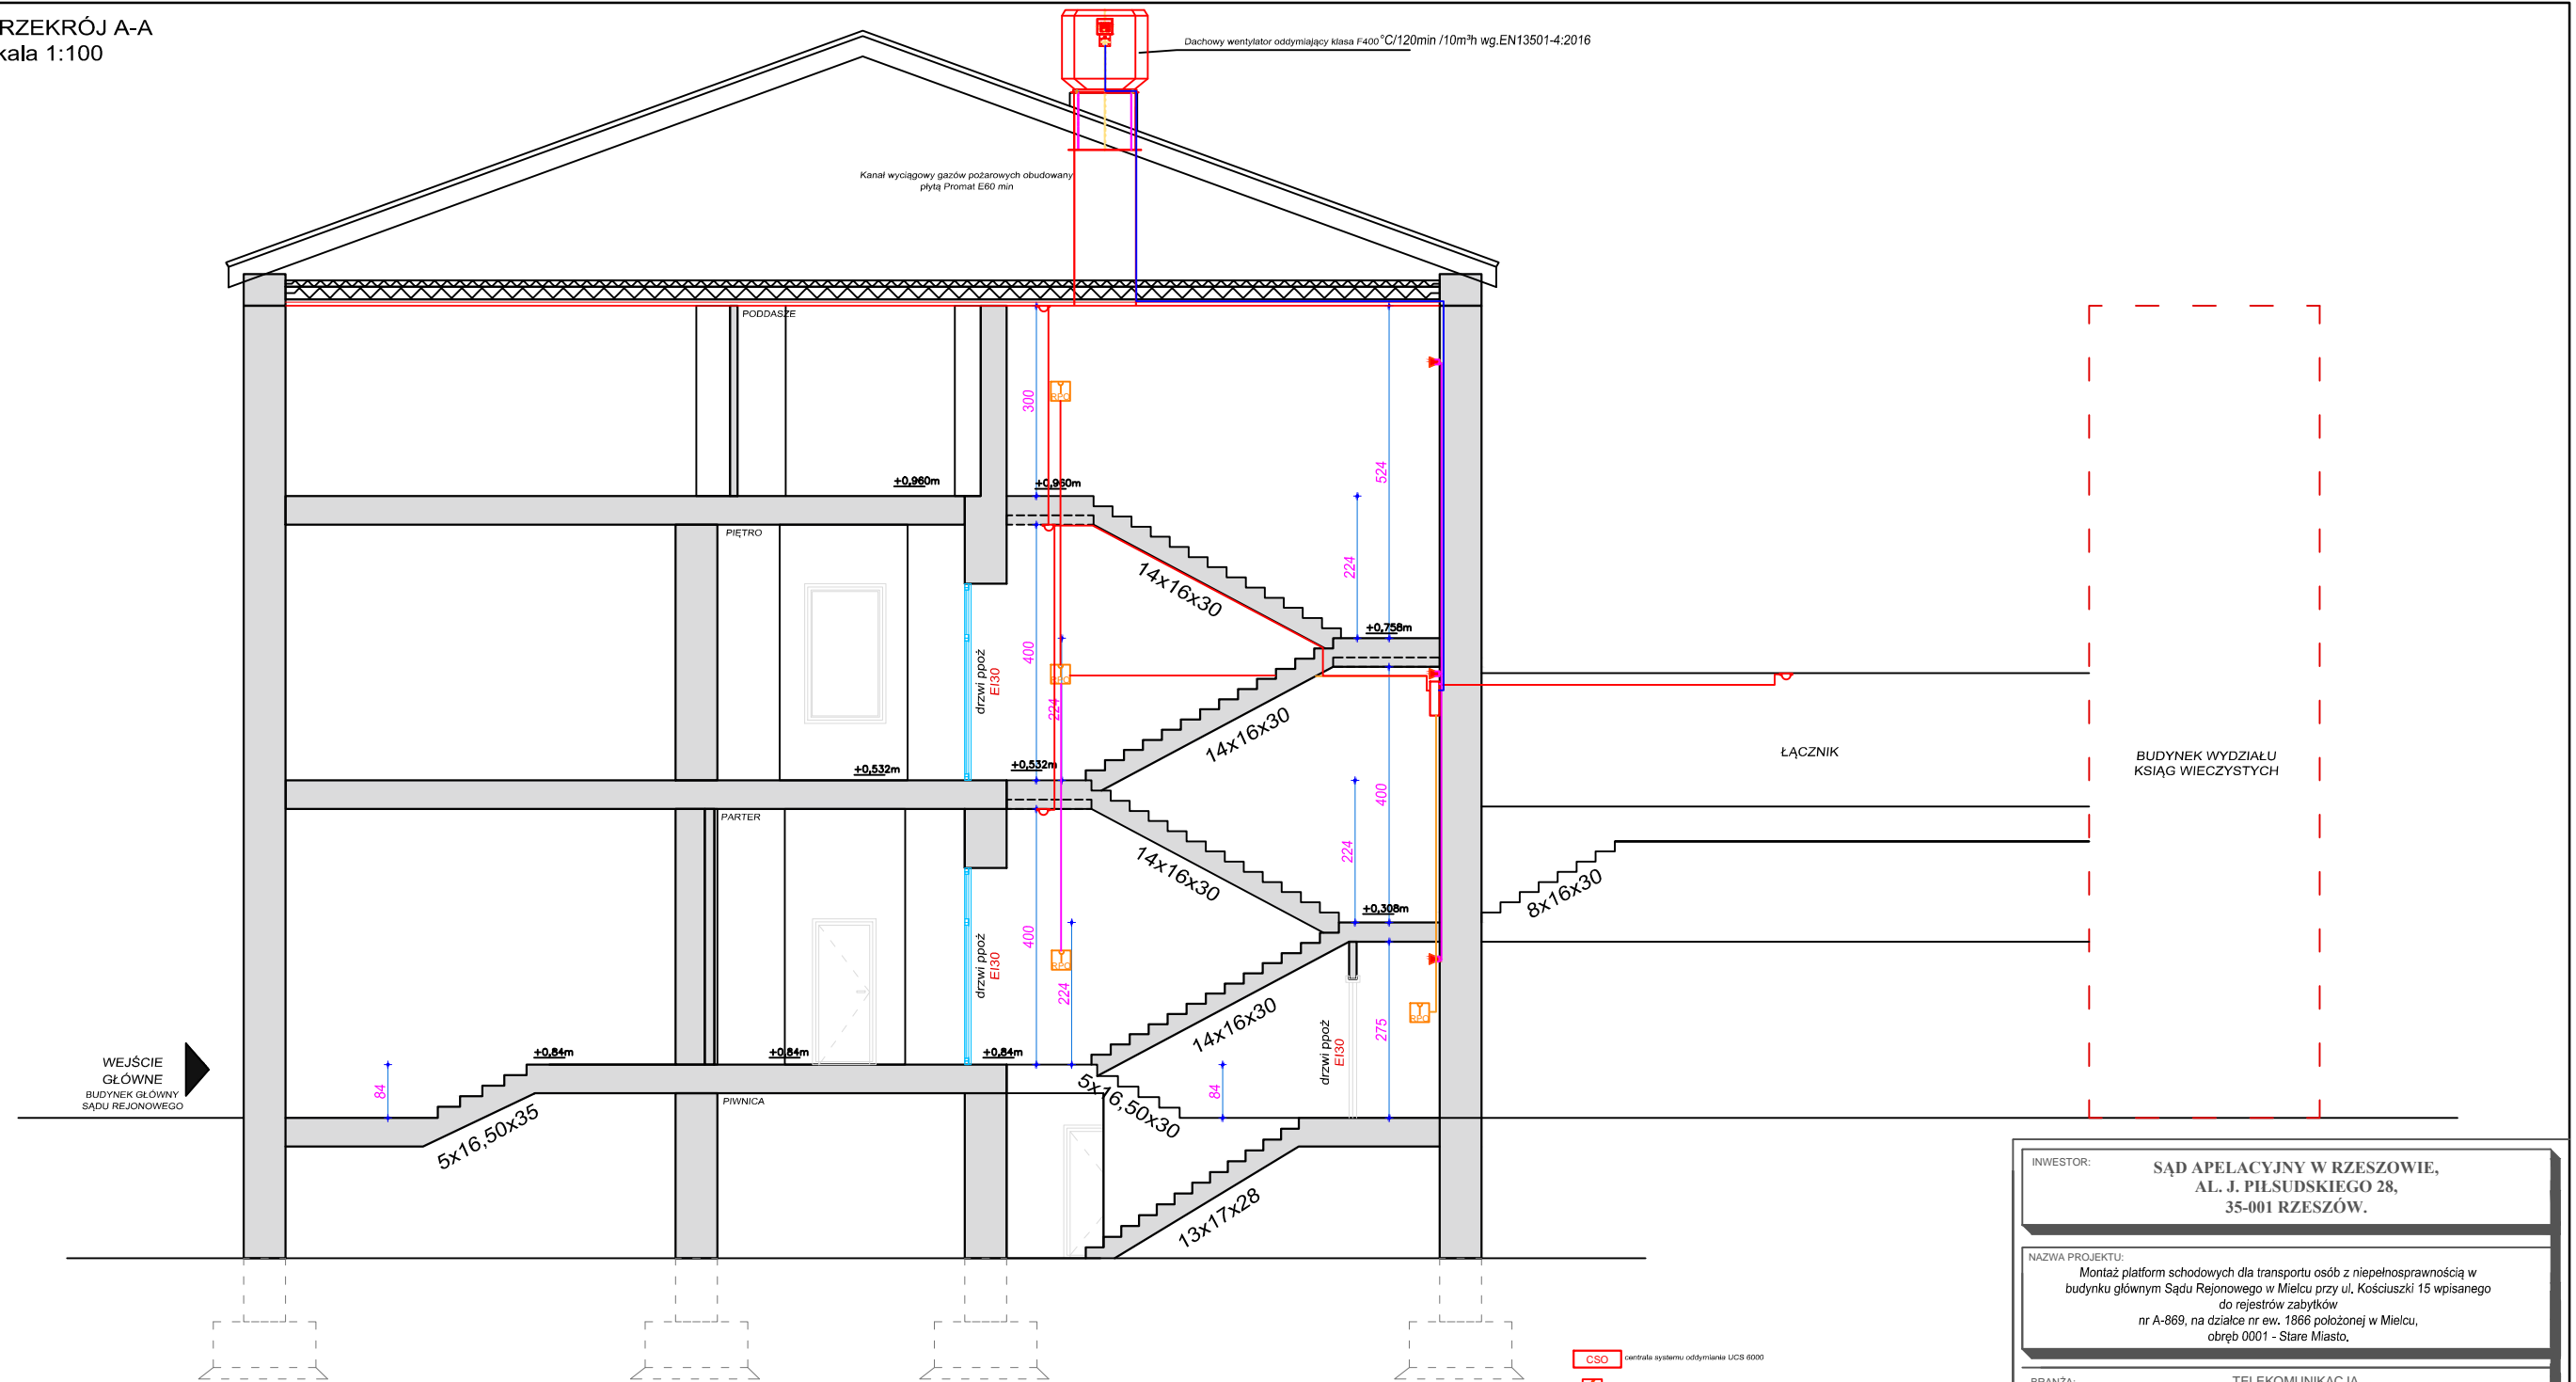 RZEKRÓJ A-A
kala 1:100
Dachowy wentylator oddymiający klasa F400°C/120min /10m³h wg.EN13501-4:2016
Kanał wyciągowy gazów pożarowych obudowany
płytą Promat E60 min
PODDASZE
300
RPO
524
+0,960m
+0,960m
PIĘTRO
14x16x30
224
+0,758m
400
drzwi ppoż
EI30
RPO
224
14x16x30
+0,532m
+0,532m
ŁĄCZNIK
BUDYNEK WYDZIAŁU
KSIĄG WIECZYSTYCH
400
PARTER
14x16x30
224
8x16x30
+0,308m
400
drzwi ppoż
EI30
RPO
224
14x16x30
RPO
275
drzwi ppoż
EI30
WEJŚCIE
GŁÓWNE
BUDYNEK GŁÓWNY
SĄDU REJONOWEGO
84
+0,84m
+0,84m
+0,84m
5x16,50x35
PIWNICA
5x16,50x30
84
13x17x28
INWESTOR:
SĄD APELACYJNY W RZESZOWIE,
AL. J. PIŁSUDSKIEGO 28,
35-001 RZESZÓW.
NAZWA PROJEKTU:
Montaż platform schodowych dla transportu osób z niepełnosprawnością w
budynku głównym Sądu Rejonowego w Mielcu przy ul. Kościuszki 15 wpisanego
do rejestrów zabytków
nr A-869, na działce nr ew. 1866 położonej w Mielcu,
obręb 0001 - Stare Miasto.
CSO centrala systemu oddymiania UCS 6000
BRANŻA:
TELEKOMUNIKACJA